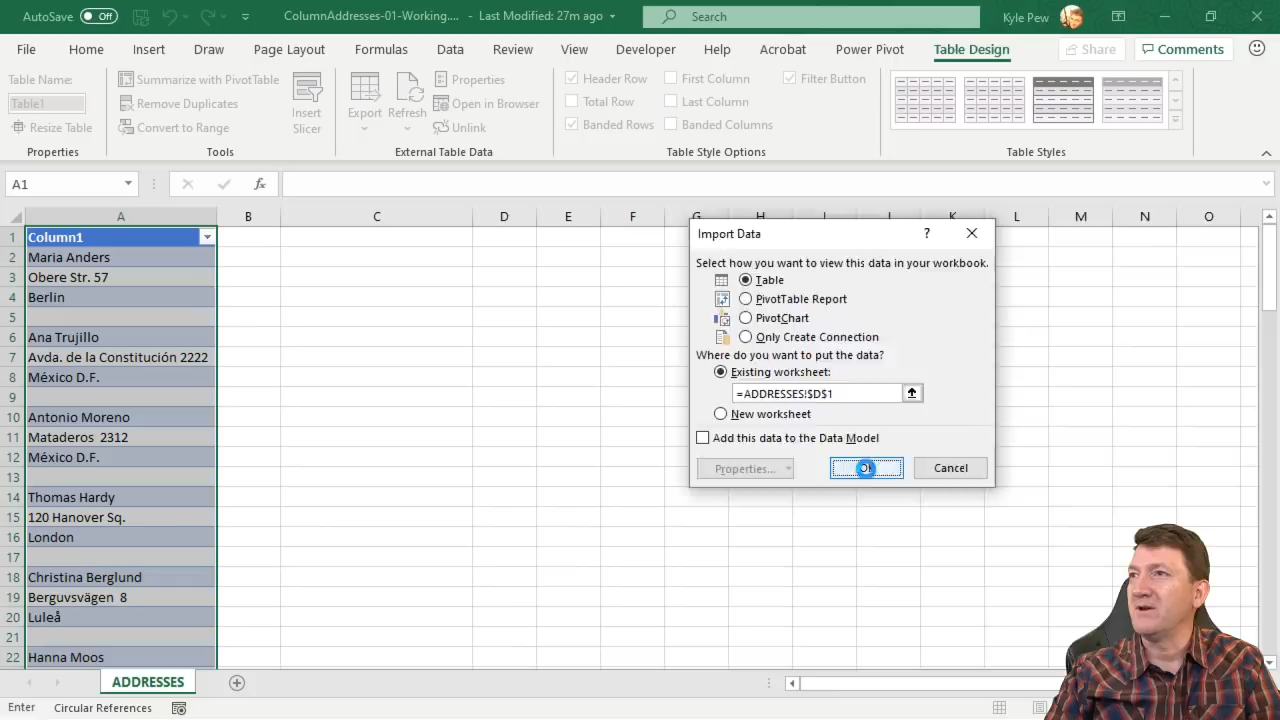 AutoSave Off ColumnAddresses-01-Working.... - Last Modified: 27m ago Search Kyle Pew
File Home Insert Draw Page Layout Formulas Data Review View Developer Help Acrobat Power Pivot Table Design Share Comments
Table Name:
Table1
Resize Table
Properties
Summarize with PivotTable
Remove Duplicates
Convert to Range
Insert
Slicer
Tools
Export
Refresh
Properties
Open in Browser
Unlink
External Table Data
Header Row First Column Filter Button
Total Row Last Column
Banded Rows Banded Columns
Table Style Options
Table Styles
A1 fx
A B C D E F G H I J K L M N O
1 Column1
2 Maria Anders
3 Obere Str. 57
4 Berlin
5
6 Ana Trujillo
7 Avda. de la Constitución 2222
8 México D.F.
9
10 Antonio Moreno
11 Mataderos 2312
12 México D.F.
13
14 Thomas Hardy
15 120 Hanover Sq.
16 London
17
18 Christina Berglund
19 Berguvsvägen 8
20 Luleå
21
22 Hanna Moos
Import Data ?
Select how you want to view this data in your workbook.
Table
PivotTable Report
PivotChart
Only Create Connection
Where do you want to put the data?
Existing worksheet:
=ADDRESSES!$D$1
New worksheet
Add this data to the Data Model
Properties... OK Cancel
ADDRESSES
Enter Circular References